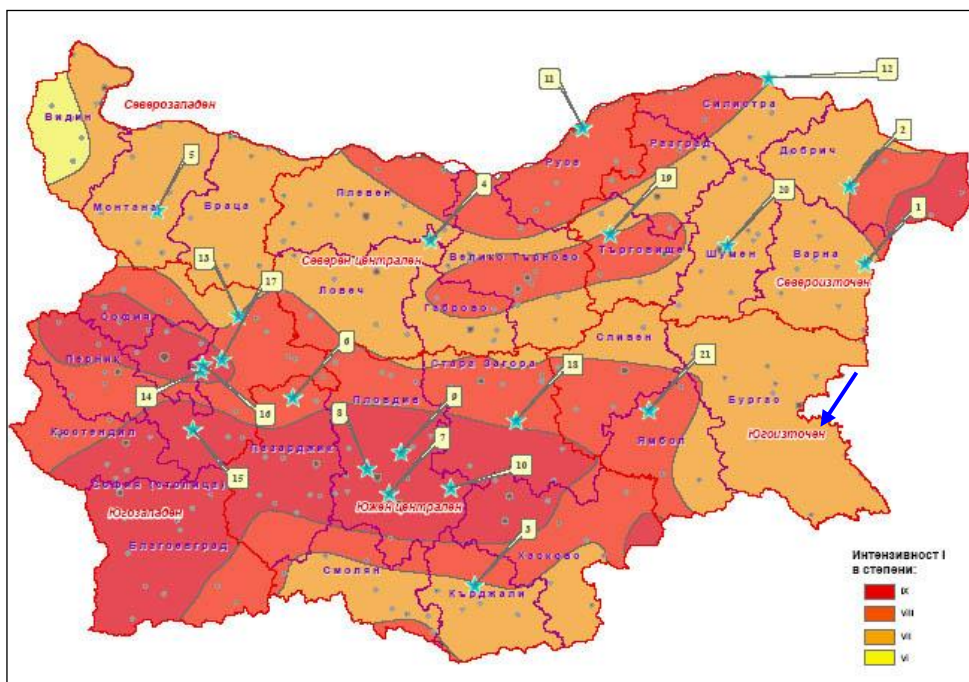 12
11
Силистра
Северозападен
Видин
Разград
2
Русе
Добрич
5
4
19
20
Плевен
1
Монтана
Враца
Търговище
Северен централен
Велико Търново
Шумен
Варна
13
17
Североизточен
Ловеч
Габрово
София
6
Сливен
Перник
Стара Загора
18
21
14
16
8
Пловдив
9
Бургас
7
Кюстендил
Пазарджик
Ямбол
Югоизточен
10
15
София (столица)
Югозападен
Южен централен
3
Благоевград
Хасково
Смолян
Кърджали
Интензивност I
в степени:
IX
VIII
VII
VI